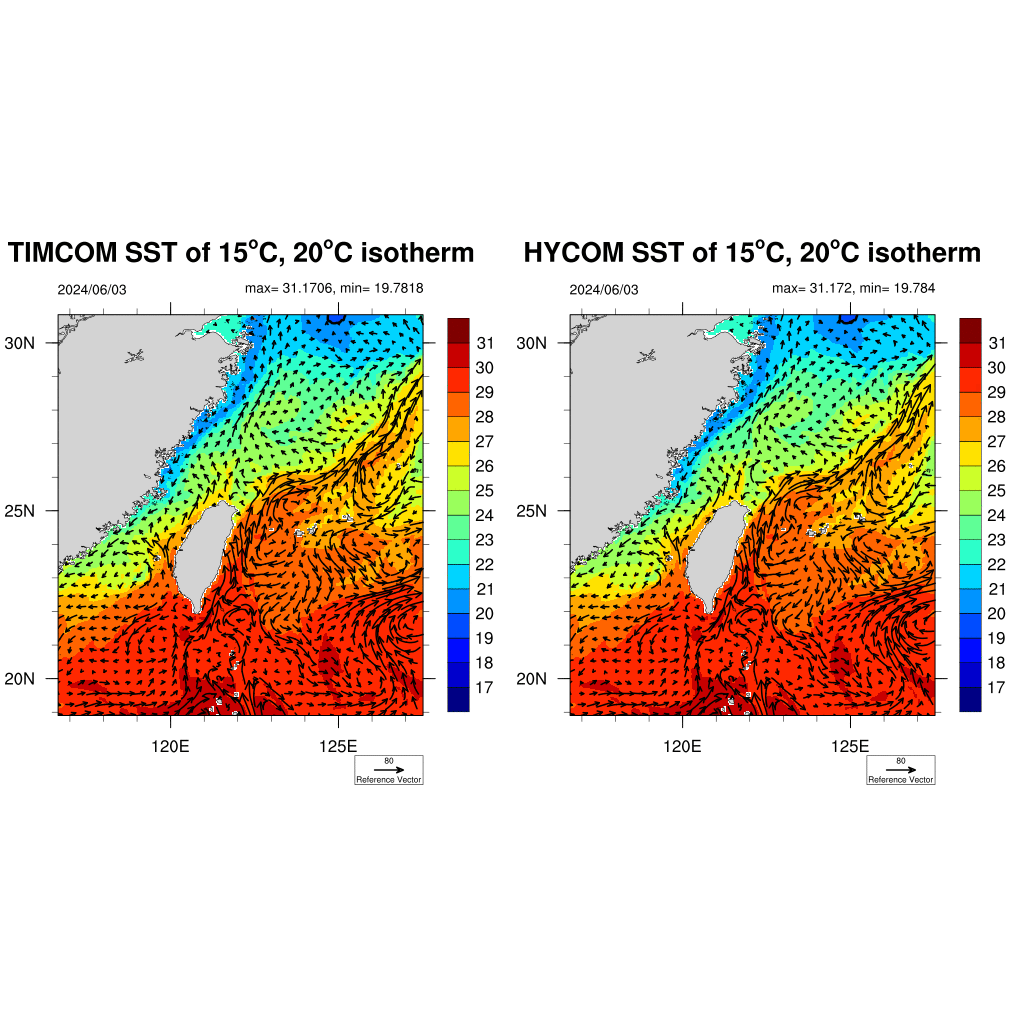 TIMCOM SST of 15°C, 20°C isotherm
2024/06/03
max= 31.1706, min= 19.7818
30N
25N
20N
120E
125E
31
30
29
28
27
26
25
24
23
22
21
20
19
18
17
80
Reference Vector
HYCOM SST of 15°C, 20°C isotherm
2024/06/03
max= 31.172, min= 19.784
30N
25N
20N
120E
125E
31
30
29
28
27
26
25
24
23
22
21
20
19
18
17
80
Reference Vector